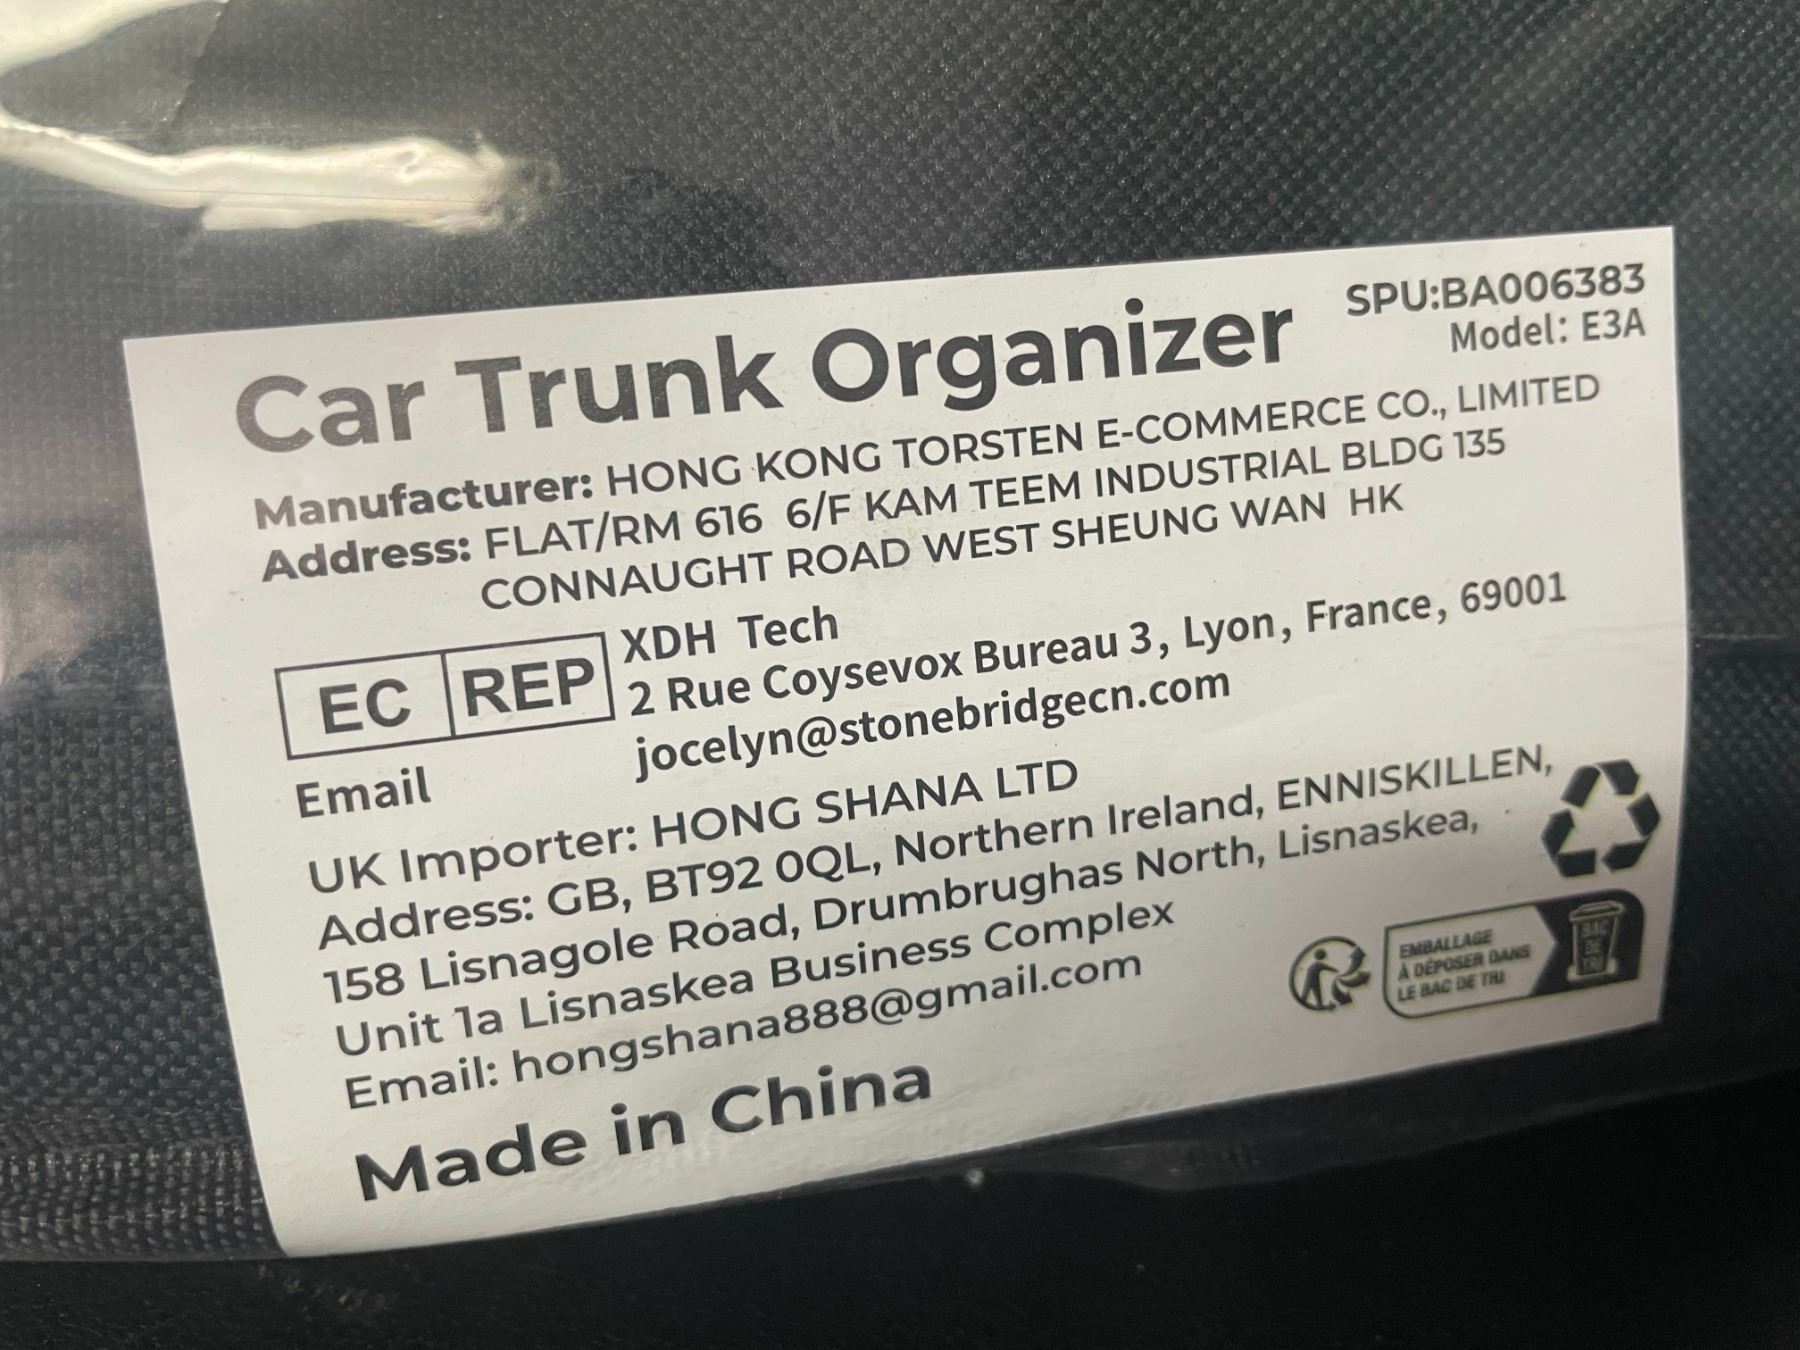 Car Trunk Organizer
SPU:BA006383
Model: E3A
Manufacturer: HONG KONG TORSTEN E-COMMERCE CO., LIMITED
Address: FLAT/RM 616 6/F KAM TEEM INDUSTRIAL BLDG 135
CONNAUGHT ROAD WEST SHEUNG WAN HK
EC REP
XDH Tech
2 Rue Coysevox Bureau 3, Lyon, France, 69001
Email jocelyn@stonebridgecn.com
UK Importer: HONG SHANA LTD
Address: GB, BT92 0QL, Northern Ireland, ENNISKILLEN,
158 Lisnagole Road, Drumbrughas North, Lisnaskea,
Unit 1a Lisnaskea Business Complex
Email: hongshana888@gmail.com
EMBALLAGE
À DÉPOSER DANS
LE BAC DE TRI
BAC
DE
TRI
Made in China